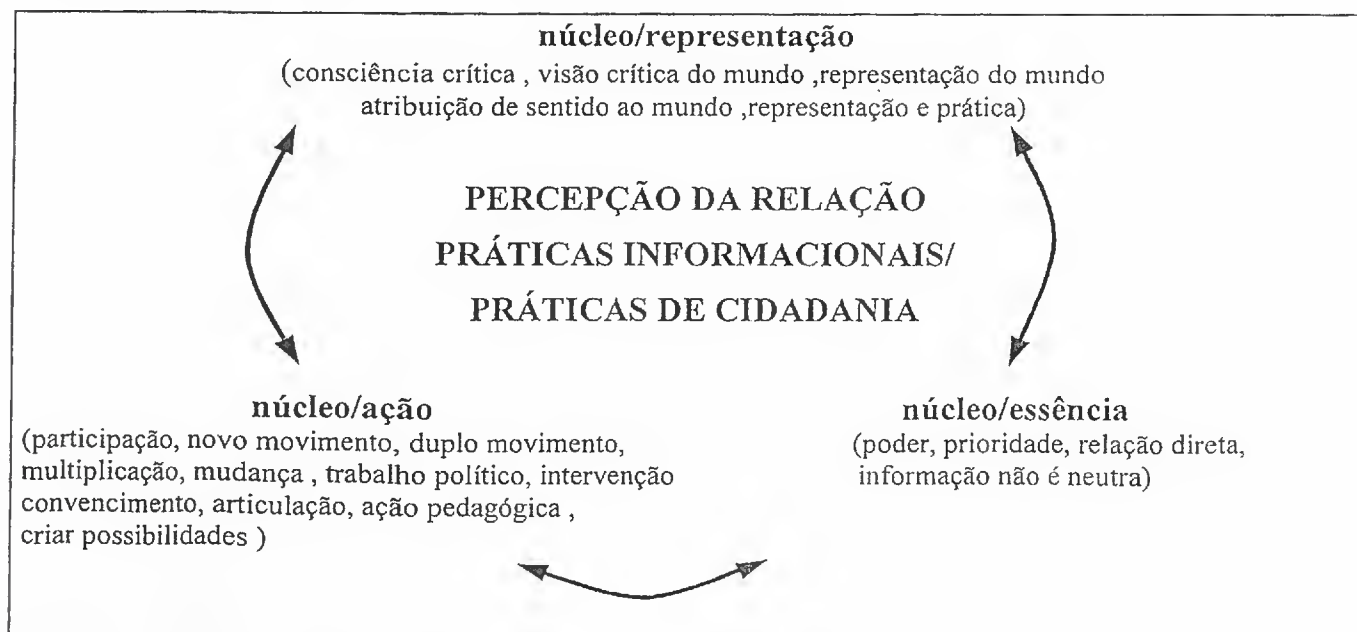 núcleo/representação
(consciência crítica , visão crítica do mundo ,representação do mundo
atribuição de sentido ao mundo ,representação e prática)
PERCEPÇÃO DA RELAÇÃO
PRÁTICAS INFORMACIONAIS/
PRÁTICAS DE CIDADANIA
núcleo/ação
(participação, novo movimento, duplo movimento,
multiplicação, mudança , trabalho político, intervenção
convencimento, articulação, ação pedagógica ,
criar possibilidades )
núcleo/essência
(poder, prioridade, relação direta,
informação não é neutra)